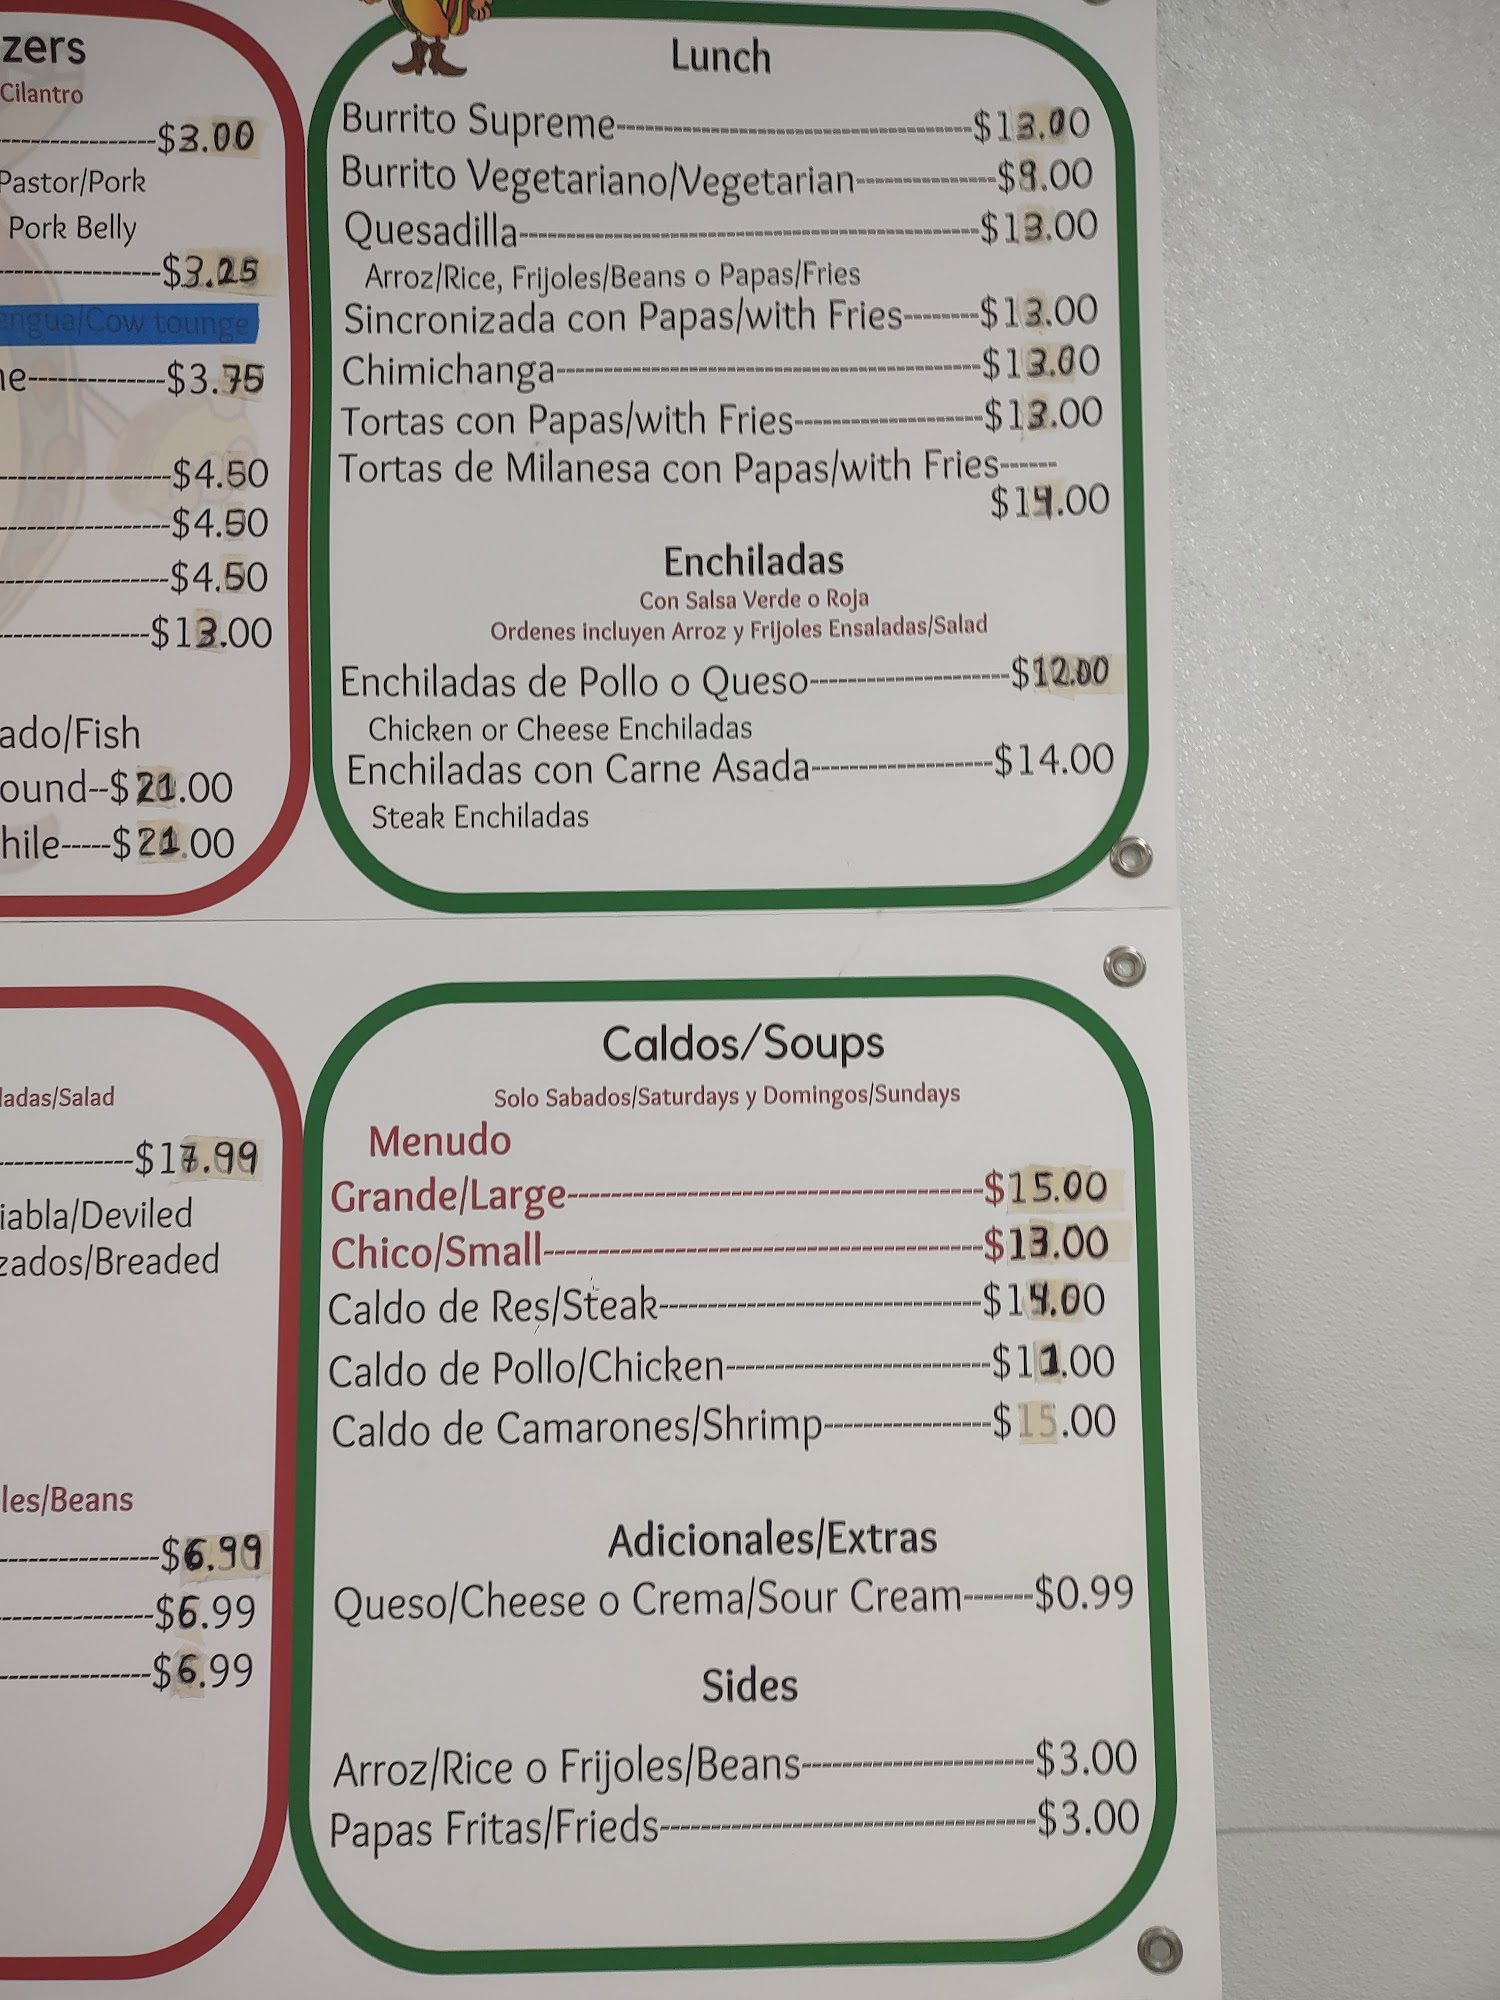 zers
Cilantro
$3.00
Pastor/Pork
Pork Belly
$3.25
engua/Cow tounge
ne-------------$3.75
$4.50
$4.50
$4.50
$13.00
ado/Fish
ound--$21.00
hile-----$21.00
Lunch
Burrito Supreme-----------------------------------$13.00
Burrito Vegetariano/Vegetarian--------------$9.00
Quesadilla---------------------------------------------$13.00
Arroz/Rice, Frijoles/Beans o Papas/Fries
Sincronizada con Papas/with Fries--------$13.00
Chimichanga------------------------------------------$13.00
Tortas con Papas/with Fries-------------------$13.00
Tortas de Milanesa con Papas/with Fries------
$14.00
Enchiladas
Con Salsa Verde o Roja
Ordenes incluyen Arroz y Frijoles Ensaladas/Salad
Enchiladas de Pollo o Queso--------------------$12.00
Chicken or Cheese Enchiladas
Enchiladas con Carne Asada------------------$14.00
Steak Enchiladas
ladas/Salad
$17.99
iabla/Deviled
zados/Breaded
les/Beans
$6.99
$6.99
$6.99
Caldos/Soups
Solo Sabados/Saturdays y Domingos/Sundays
Menudo
Grande/Large------------------------------------------$15.00
Chico/Small--------------------------------------------$13.00
Caldo de Res/Steak--------------------------------$14.00
Caldo de Pollo/Chicken--------------------------$11.00
Caldo de Camarones/Shrimp-----------------$15.00
Adicionales/Extras
Queso/Cheese o Crema/Sour Cream-------$0.99
Sides
Arroz/Rice o Frijoles/Beans-----------------------$3.00
Papas Fritas/Frieds--------------------------------------$3.00